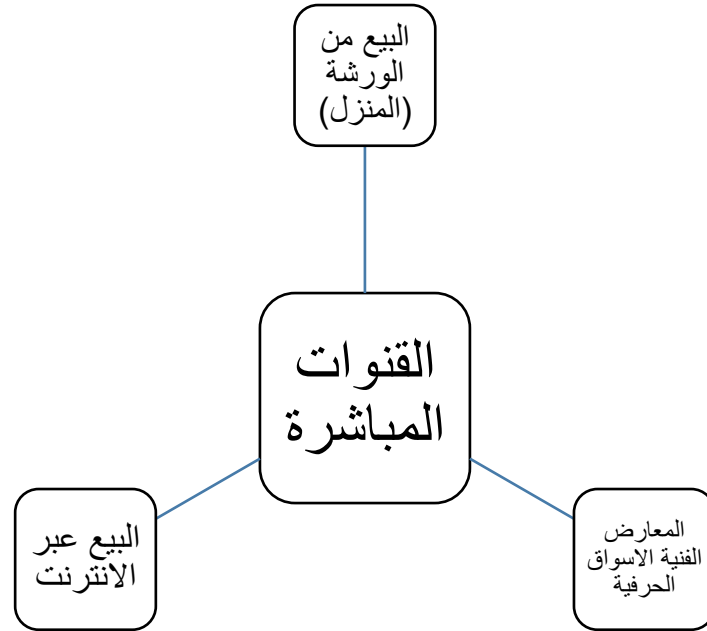 البيع من
الورشة
(المنزل)
القنوات
المباشرة
المعارض
الفنية الاسواق
الحرفية
البيع عبر
الانترنت